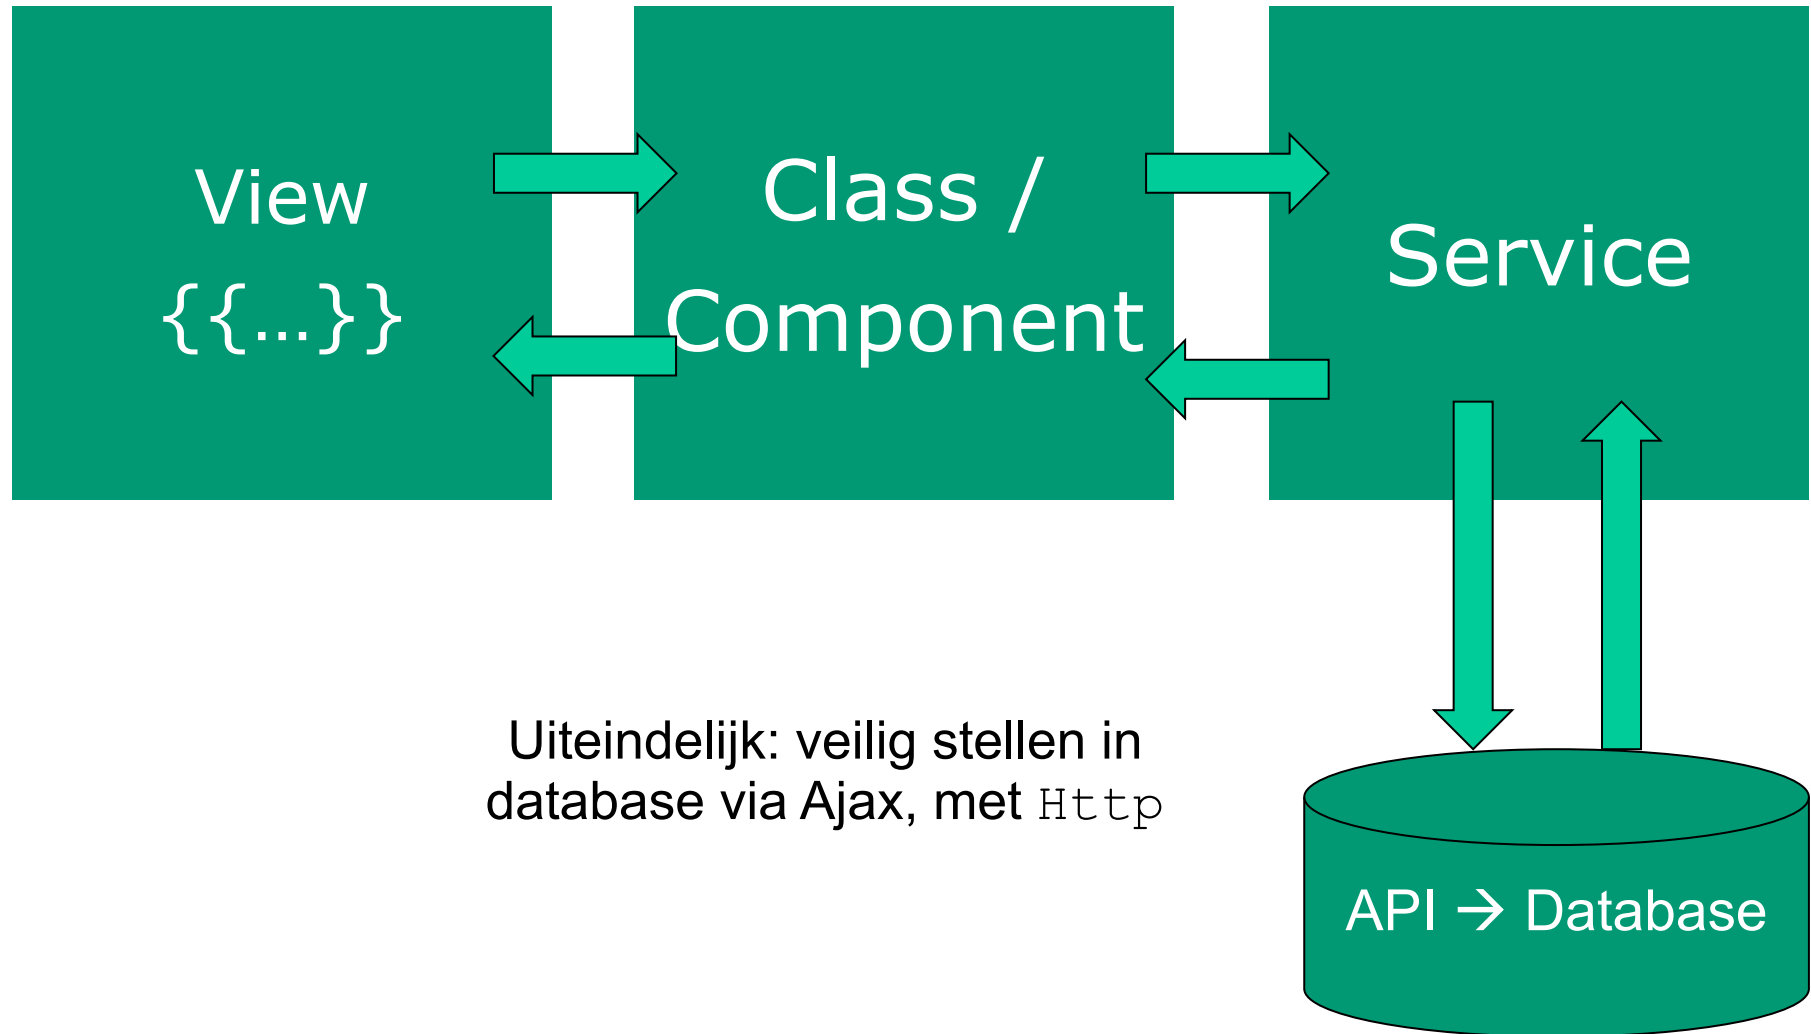 View
{{…}}
Class /
Component
Service
Uiteindelijk: veilig stellen in
database via Ajax, met Http
API → Database